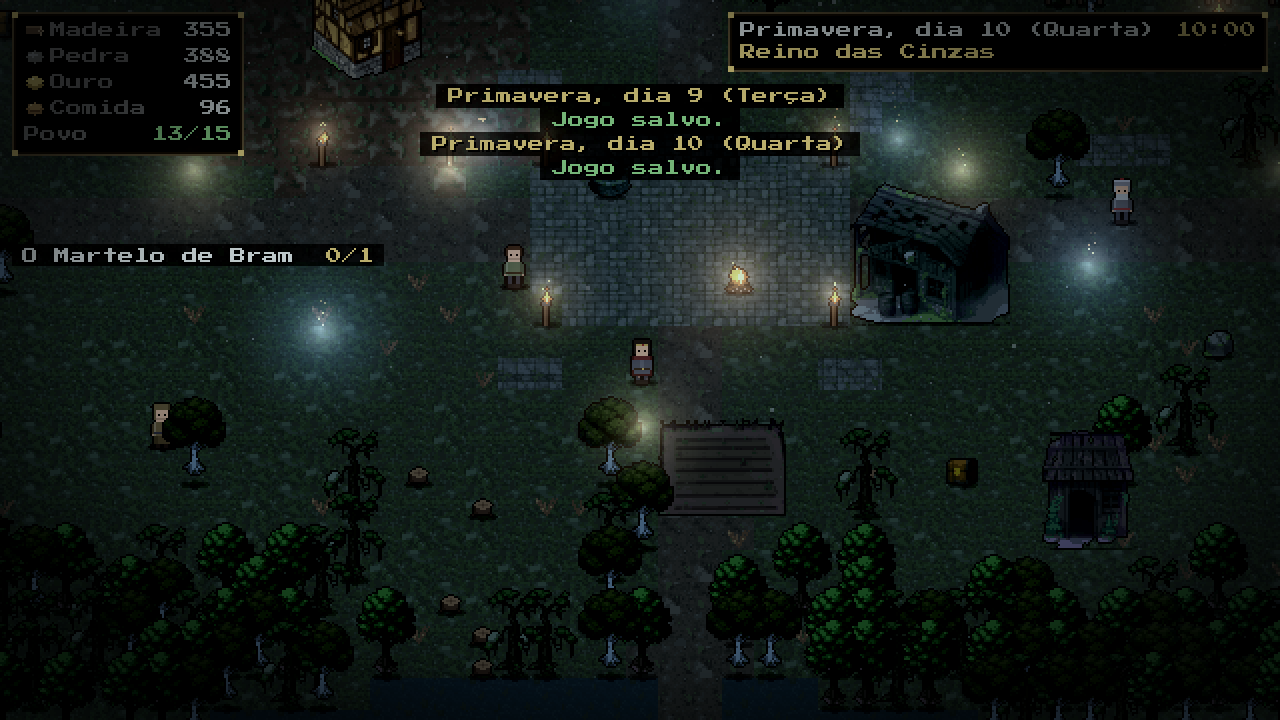 Madeira 355
Pedra 388
Ouro 455
Comida 96
Povo 13/15
Primavera, dia 10 (Quarta) 10:00
Reino das Cinzas
Primavera, dia 9 (Terça)
Jogo salvo.
Primavera, dia 10 (Quarta)
Jogo salvo.
O Martelo de Bram 0/1